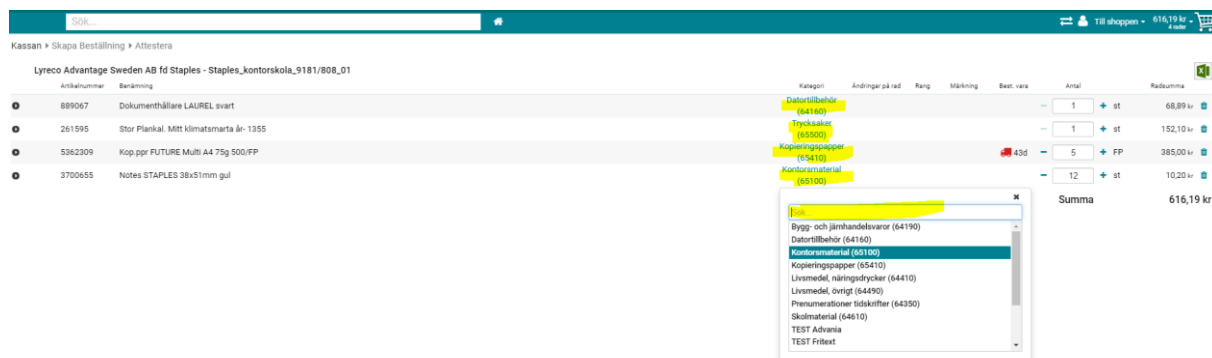 Sök...
Till shoppen
616,19 kr
4 rader
Kassan Skapa Beställning Attestera
Lyreco Advantage Sweden AB fd Staples - Staples_kontorskola_9181/808_01
Artikelnummer Benämning Kategori Ändringar på rad Rang Märkning Best. vara Antal Radsumma
889067 Dokumenthållare LAUREL svart Datortillbehör (64160) - 1 + st 68,89 kr
261595 Stor Plankal. Mitt klimatsmarta år- 1355 Trycksaker (65500) - 1 + st 152,10 kr
5362309 Kop.ppr FUTURE Multi A4 75g 500/FP Kopieringspapper (65410) 43d - 5 + FP 385,00 kr
3700655 Notes STAPLES 38x51mm gul Kontorsmaterial (65100) - 12 + st 10,20 kr
Summa 616,19 kr
Sök...
Bygg- och järnhandelsvaror (64190)
Datortillbehör (64160)
Kontorsmaterial (65100)
Kopieringspapper (65410)
Livsmedel, näringsdrycker (64410)
Livsmedel, övrigt (64490)
Prenumerationer tidskrifter (64350)
Skolmaterial (64610)
TEST Advania
TEST Fritext